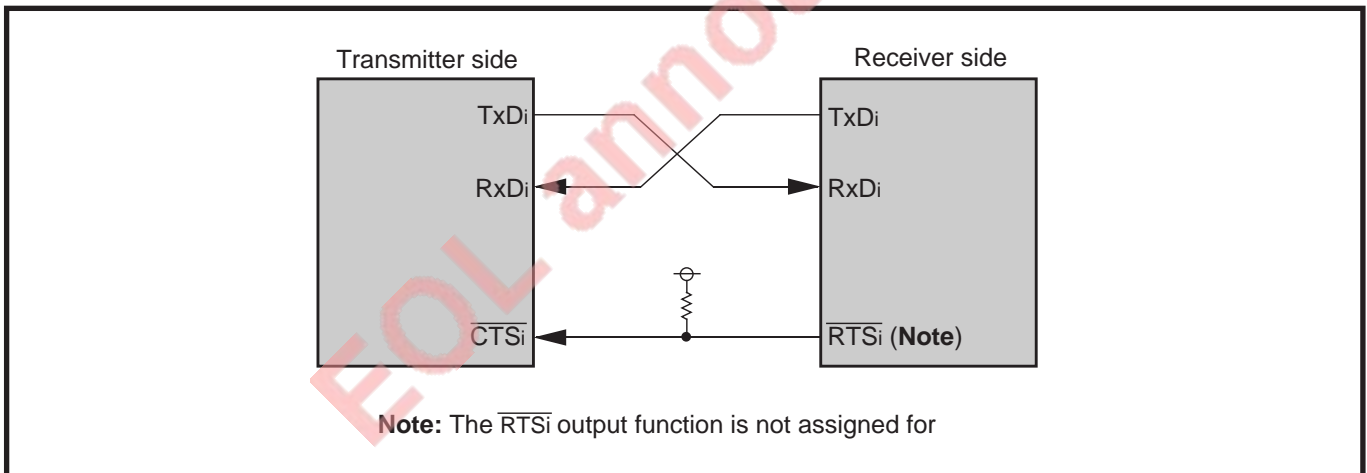 Transmitter side
Receiver side
TxDi
TxDi
RxDi
RxDi
CTSi
RTSi (Note)
Note: The RTSi output function is not assigned for
EOL